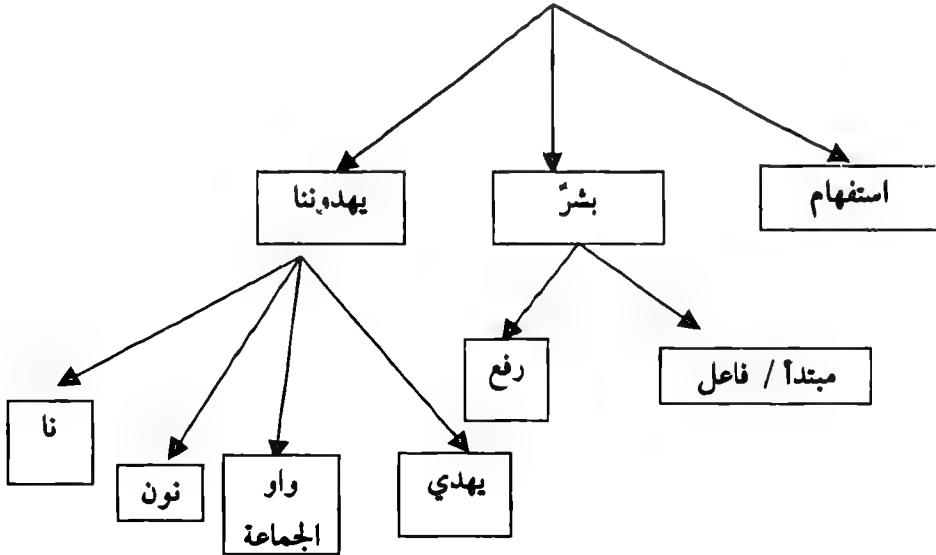 استفهام
بشرٌ
يهدوننا
مبتدأ / فاعل
رفع
يهدي
واو
الجماعة
نون
نا